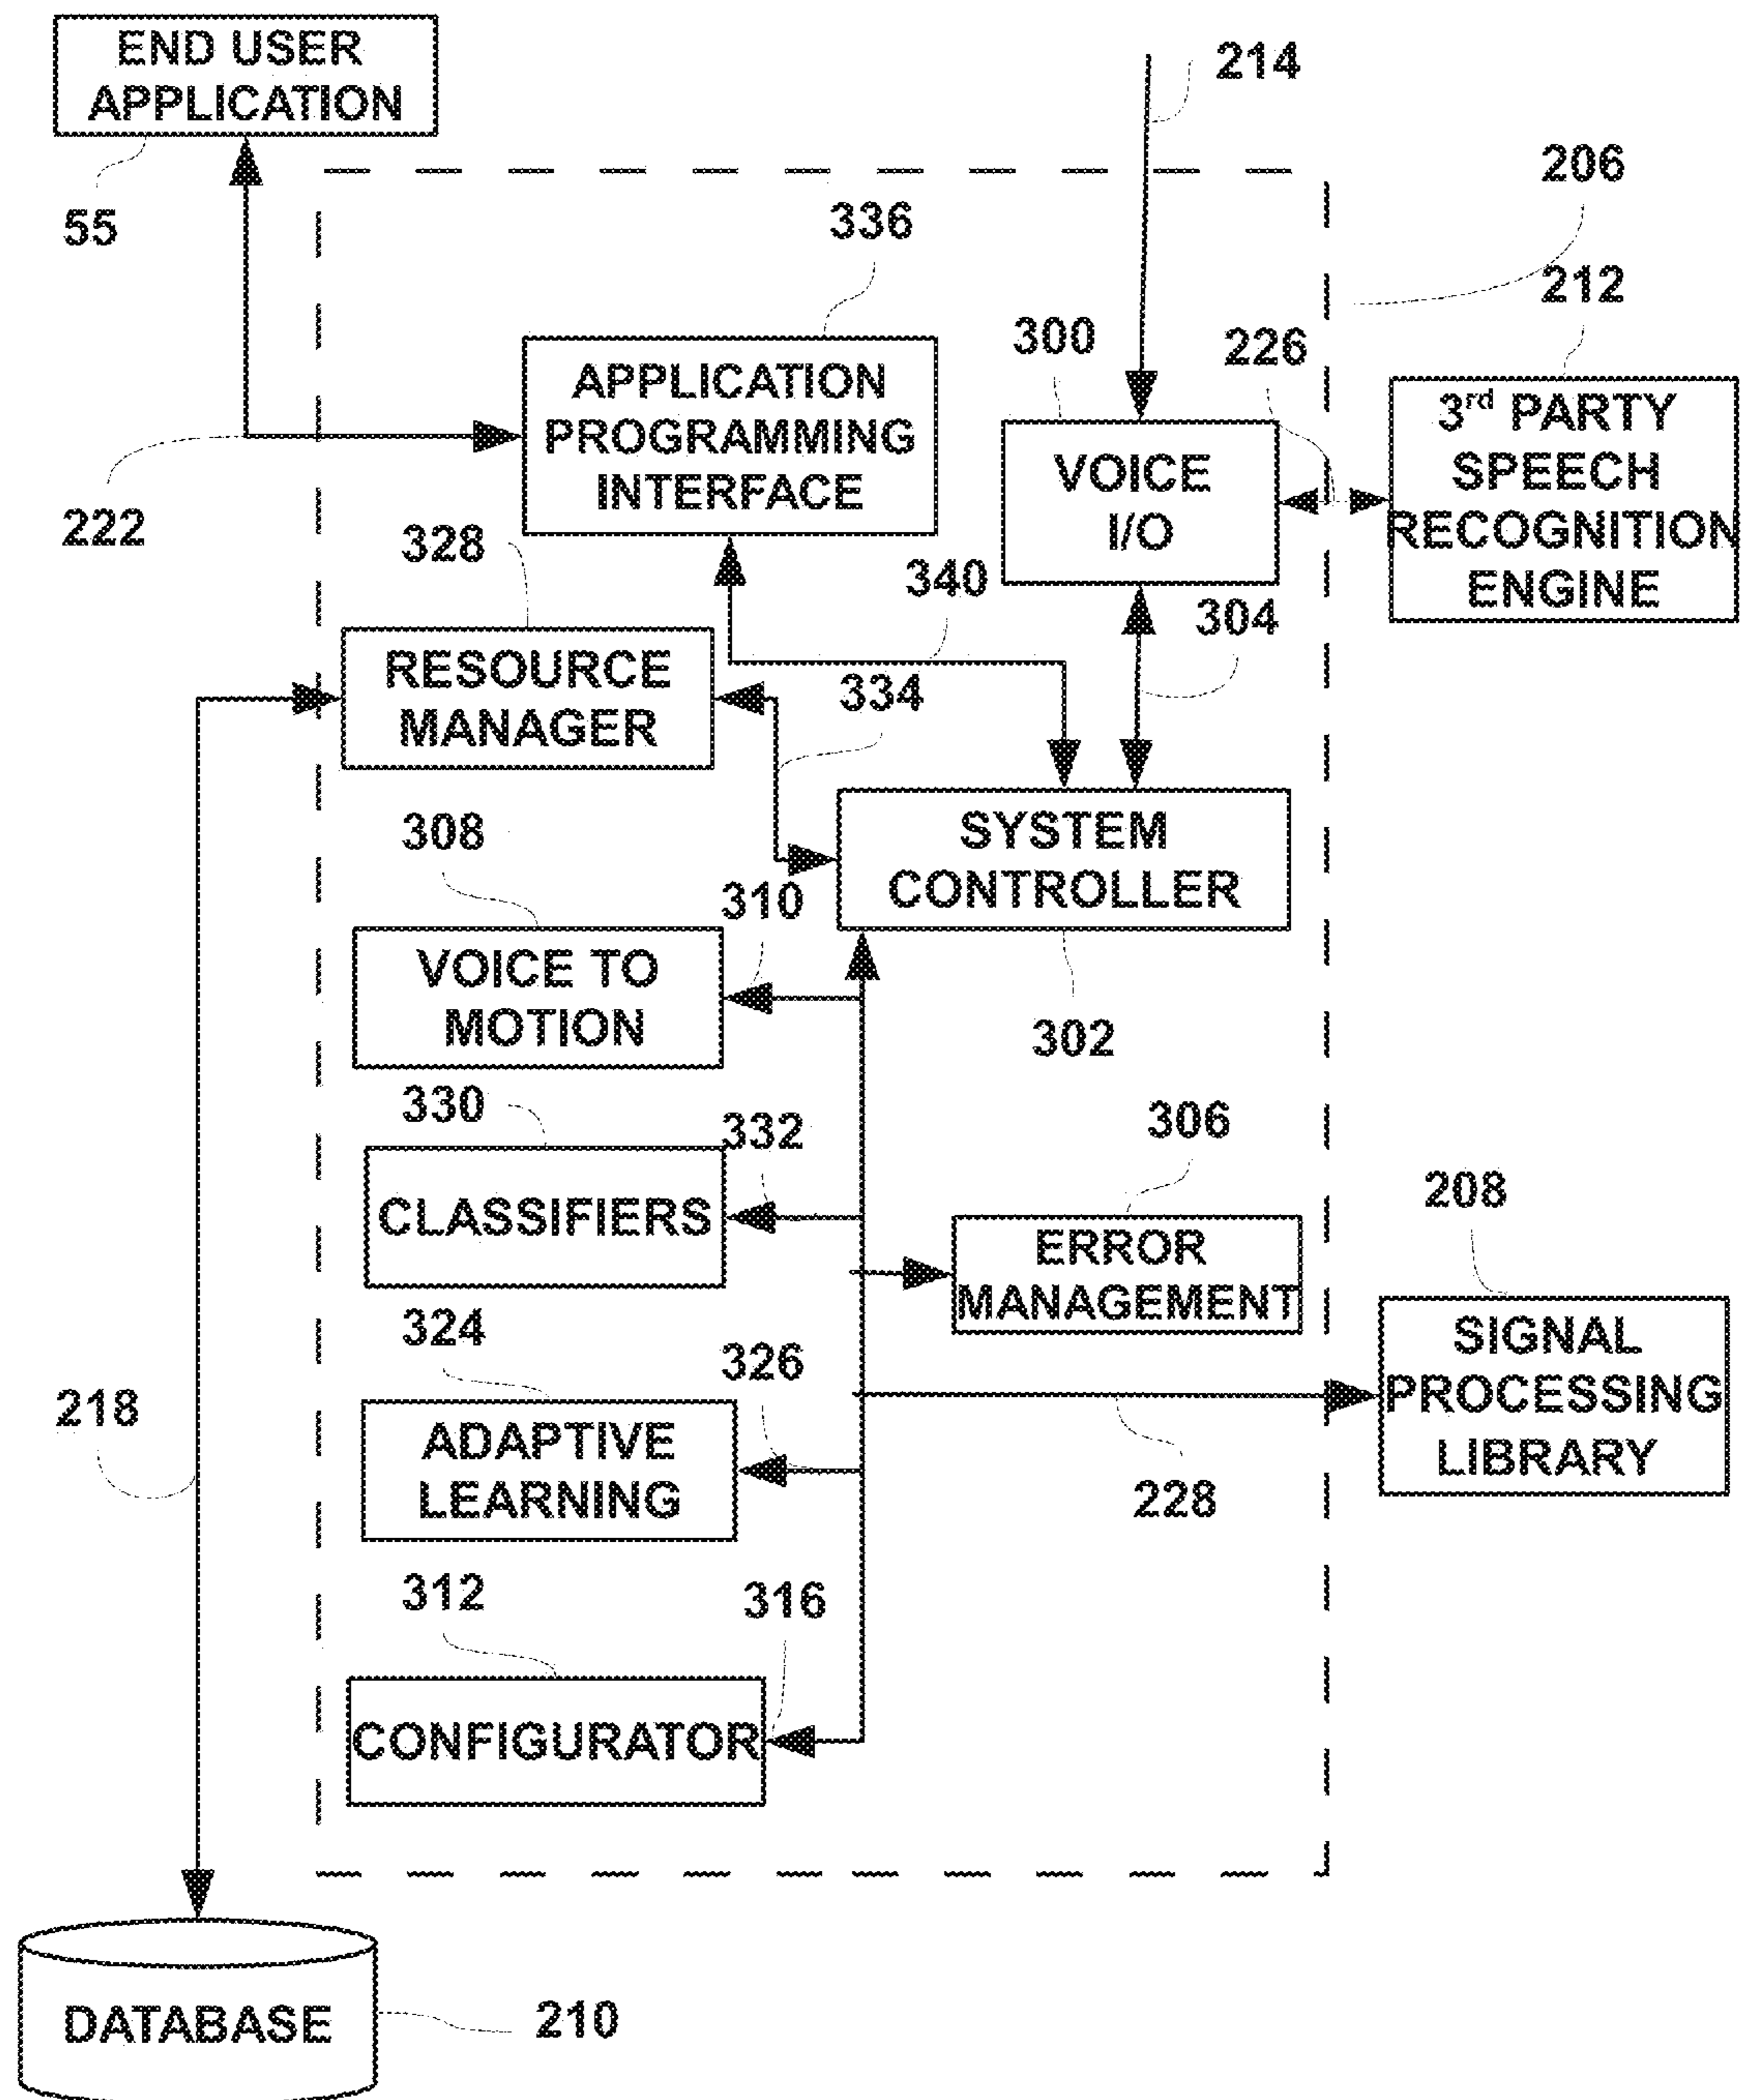 END USER
APPLICATION
214
206
55
336
212
300
226
APPLICATION
PROGRAMMING
INTERFACE
VOICE
I/O
3rd PARTY
SPEECH
RECOGNITION
ENGINE
222
328
340
304
RESOURCE
MANAGER
334
308
310
SYSTEM
CONTROLLER
VOICE TO
MOTION
302
330
332
306
208
CLASSIFIERS
ERROR
MANAGEMENT
324
326
SIGNAL
PROCESSING
LIBRARY
218
ADAPTIVE
LEARNING
228
312
316
CONFIGURATOR
DATABASE
210